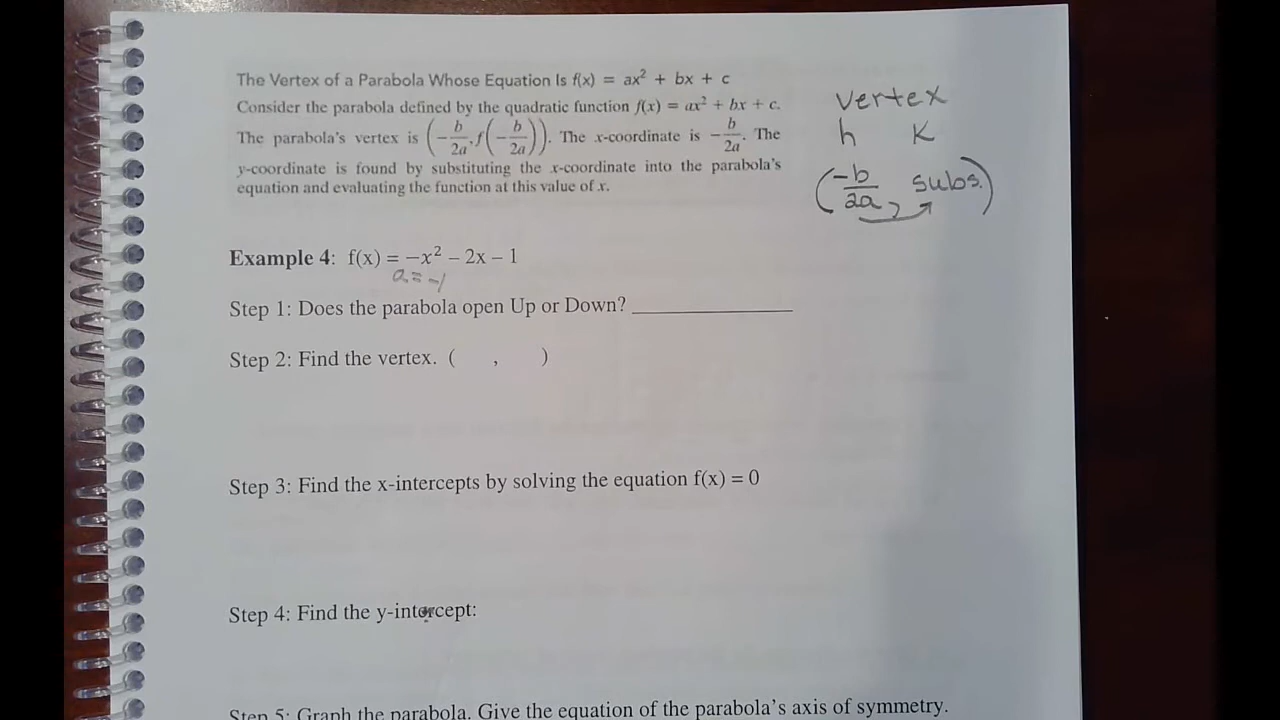 The Vertex of a Parabola Whose Equation Is f(x) = ax² + bx + c
Consider the parabola defined by the quadratic function f(x) = ax² + bx + c.
The parabola's vertex is (−b/2a, f(−b/2a)). The x-coordinate is −b/2a. The
y-coordinate is found by substituting the x-coordinate into the parabola's
equation and evaluating the function at this value of x.
vertex
h K
(-b/2a, subs.)
Example 4: f(x) = −x² − 2x − 1
a = -1
Step 1: Does the parabola open Up or Down? ______________
Step 2: Find the vertex. ( , )
Step 3: Find the x-intercepts by solving the equation f(x) = 0
Step 4: Find the y-intercept:
Step 5: Graph the parabola. Give the equation of the parabola's axis of symmetry.